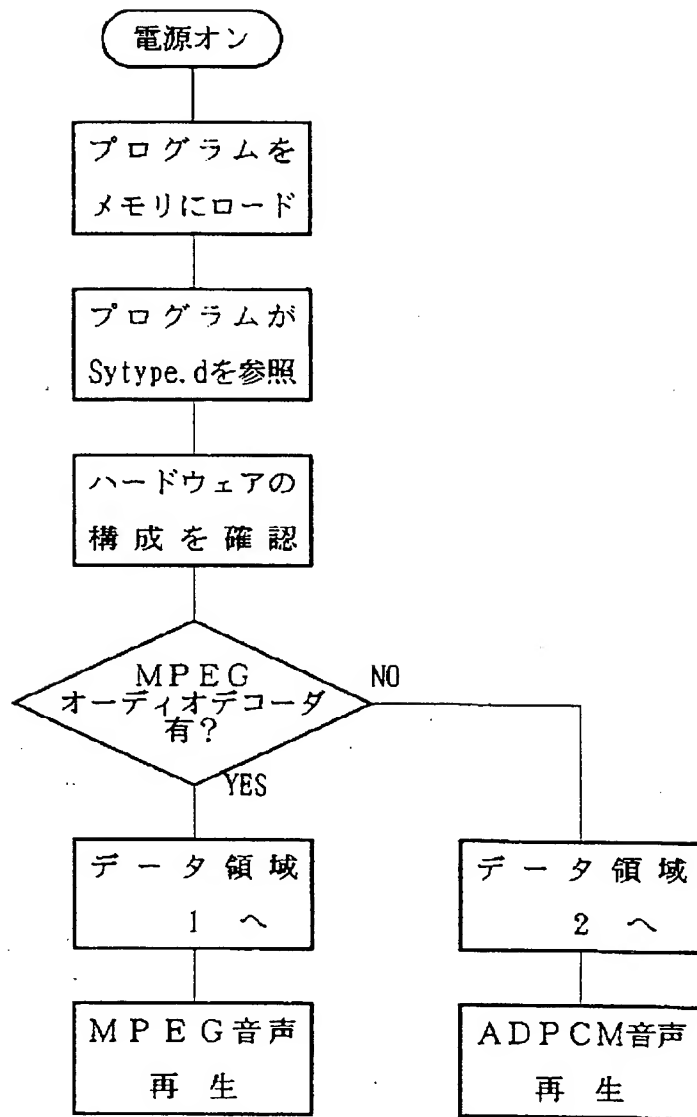 電源オン
プログラムを
メモリにロード
プログラムが
Sytype.dを参照
ハードウェアの
構成を確認
MPEG
オーディオデコーダ
有？
NO
YES
データ領域
1へ
データ領域
2へ
MPEG音声
再生
ADPCM音声
再生